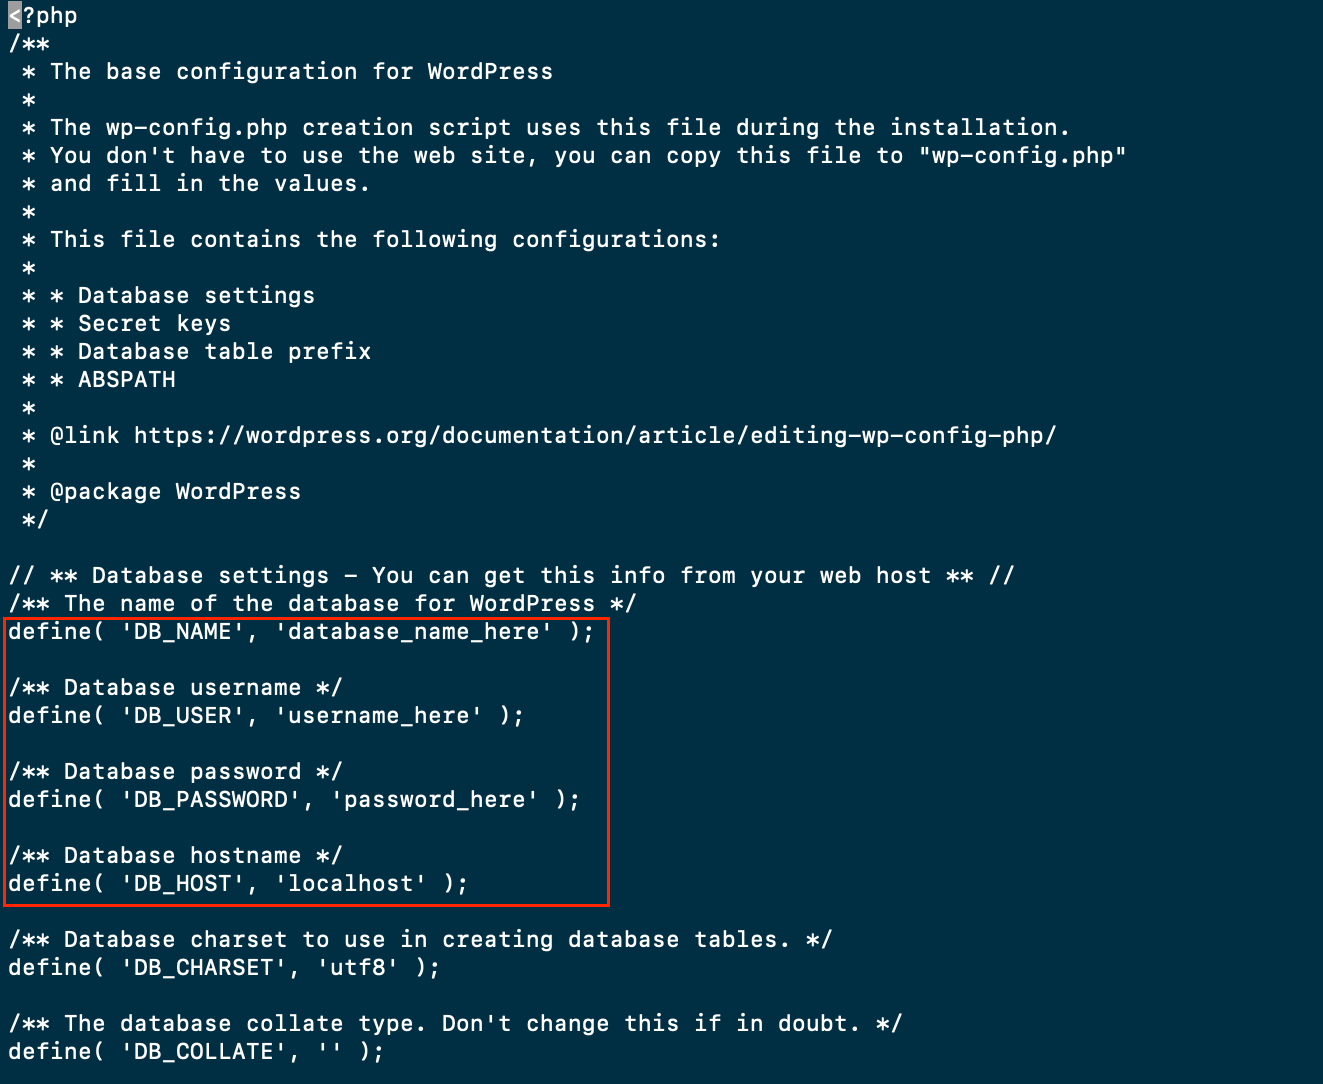 <?php
/**
 * The base configuration for WordPress
 *
 * The wp-config.php creation script uses this file during the installation.
 * You don't have to use the web site, you can copy this file to "wp-config.php"
 * and fill in the values.
 *
 * This file contains the following configurations:
 *
 * * Database settings
 * * Secret keys
 * * Database table prefix
 * * ABSPATH
 *
 * @link https://wordpress.org/documentation/article/editing-wp-config-php/
 *
 * @package WordPress
 */

// ** Database settings - You can get this info from your web host ** //
/** The name of the database for WordPress */
define( 'DB_NAME', 'database_name_here' );

/** Database username */
define( 'DB_USER', 'username_here' );

/** Database password */
define( 'DB_PASSWORD', 'password_here' );

/** Database hostname */
define( 'DB_HOST', 'localhost' );

/** Database charset to use in creating database tables. */
define( 'DB_CHARSET', 'utf8' );

/** The database collate type. Don't change this if in doubt. */
define( 'DB_COLLATE', '' );